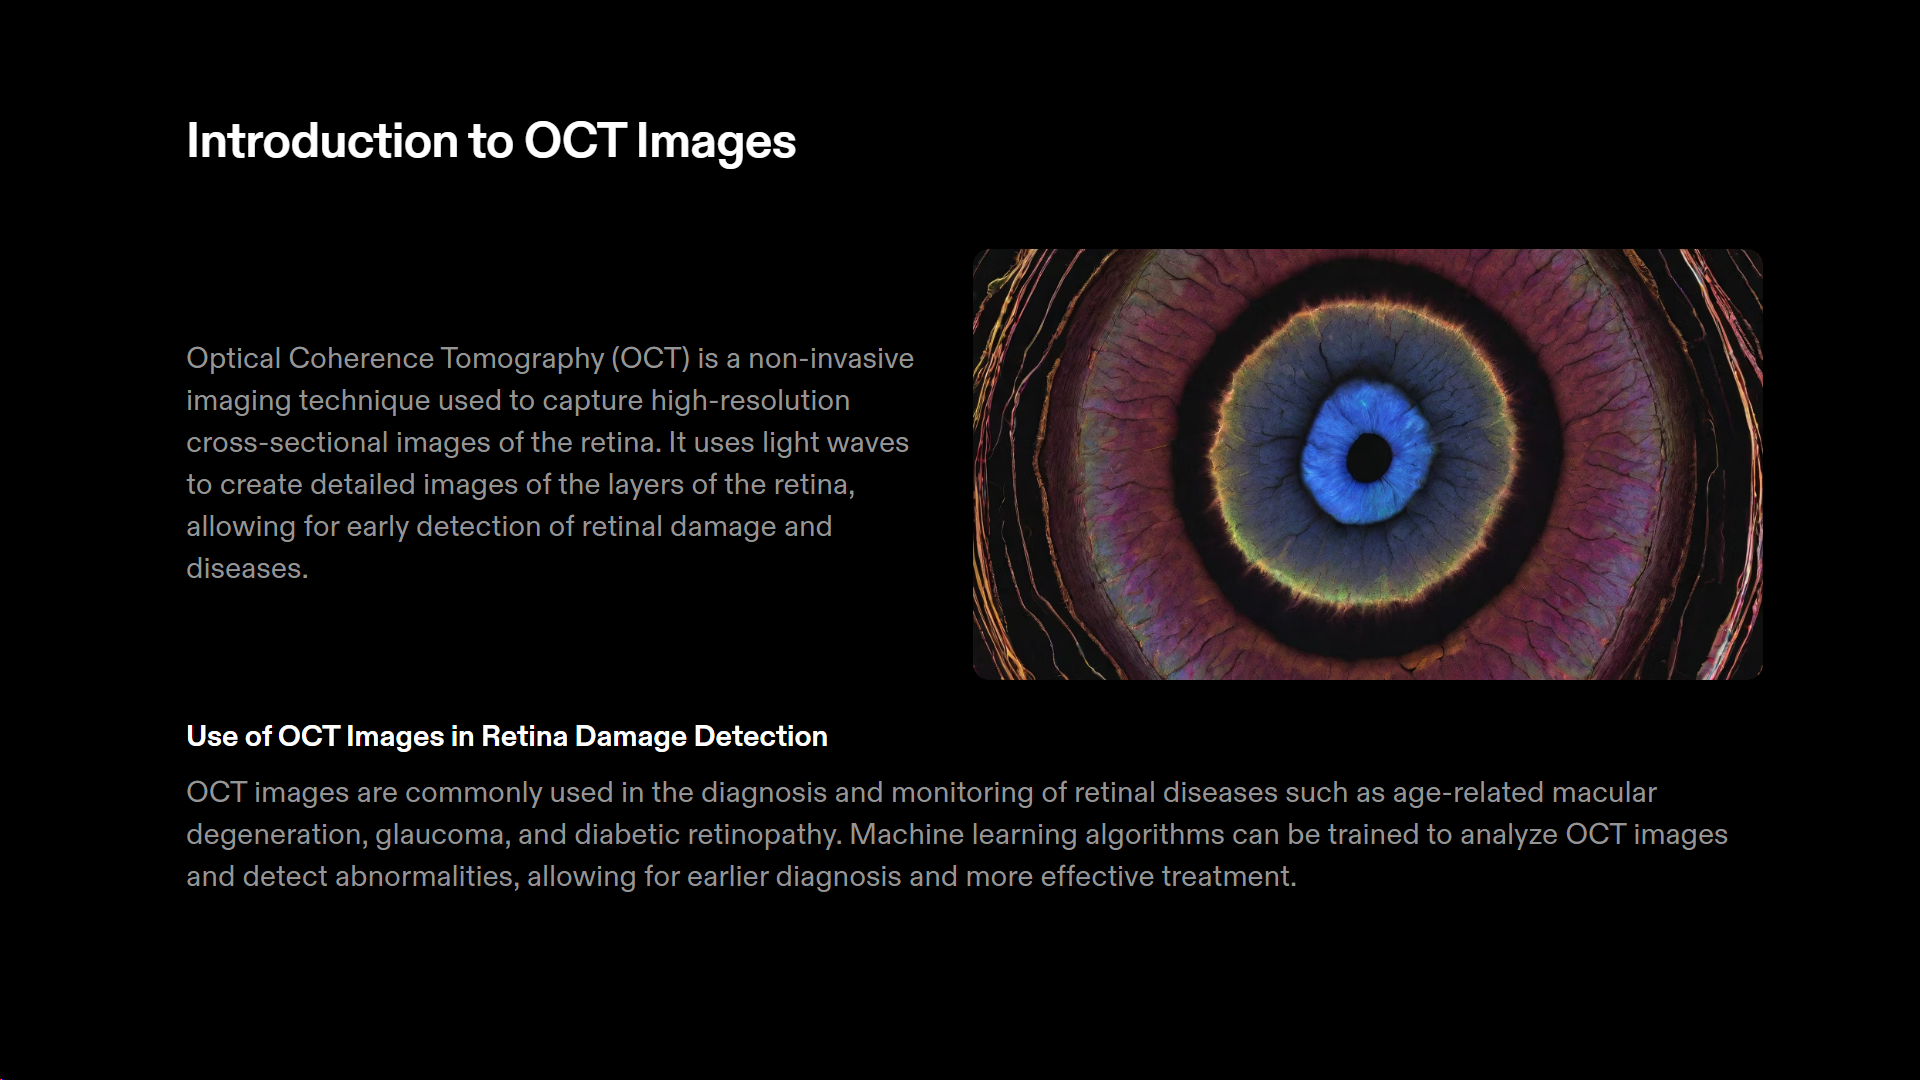 Introduction to OCT Images
Optical Coherence Tomography (OCT) is a non-invasive
imaging technique used to capture high-resolution
cross-sectional images of the retina. It uses light waves
to create detailed images of the layers of the retina,
allowing for early detection of retinal damage and
diseases.
Use of OCT Images in Retina Damage Detection
OCT images are commonly used in the diagnosis and monitoring of retinal diseases such as age-related macular
degeneration, glaucoma, and diabetic retinopathy. Machine learning algorithms can be trained to analyze OCT images
and detect abnormalities, allowing for earlier diagnosis and more effective treatment.